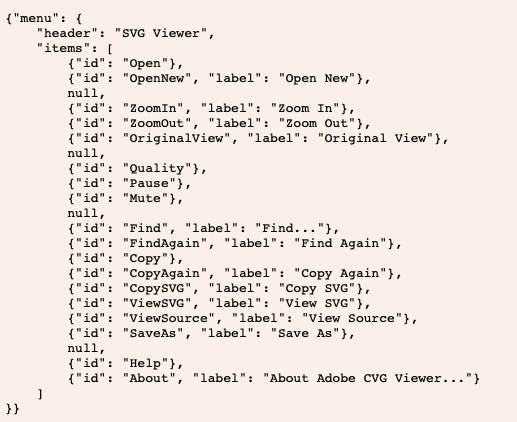 {"menu": {
    "header": "SVG Viewer",
    "items": [
        {"id": "Open"},
        {"id": "OpenNew", "label": "Open New"},
        null,
        {"id": "ZoomIn", "label": "Zoom In"},
        {"id": "ZoomOut", "label": "Zoom Out"},
        {"id": "OriginalView", "label": "Original View"},
        null,
        {"id": "Quality"},
        {"id": "Pause"},
        {"id": "Mute"},
        null,
        {"id": "Find", "label": "Find..."},
        {"id": "FindAgain", "label": "Find Again"},
        {"id": "Copy"},
        {"id": "CopyAgain", "label": "Copy Again"},
        {"id": "CopySVG", "label": "Copy SVG"},
        {"id": "ViewSVG", "label": "View SVG"},
        {"id": "ViewSource", "label": "View Source"},
        {"id": "SaveAs", "label": "Save As"},
        null,
        {"id": "Help"},
        {"id": "About", "label": "About Adobe CVG Viewer..."}
    ]
}}